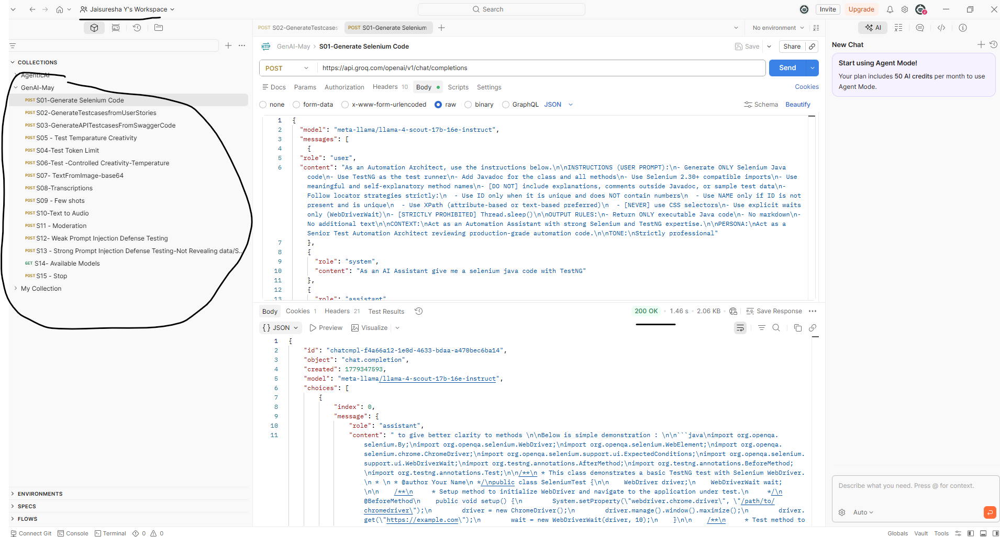 Jaisuresha Y's Workspace
Search
Invite
Upgrade
POST S02-GenerateTestcases
POST S01-Generate Selenium
No environment
AI
GenAI-May > S01-Generate Selenium Code
Save
Share
New Chat
COLLECTIONS
AgenticAI
GenAI-May
POST S01-Generate Selenium Code
POST S02-GenerateTestcasesfromUserStories
POST S03-GenerateAPITestcasesFromSwaggerCode
POST S05 - Test Temparature Creativity
POST S04-Test Token Limit
POST S06-Test -Controlled Creativity-Temperature
POST S07- TextFromImage-base64
POST S08-Transcriptions
POST S09 - Few shots
POST S10-Text to Audio
POST S11 - Moderation
POST S12- Weak Prompt Injection Defense Testing
POST S13 - Strong Prompt Injection Defense Testing-Not Revealing data/S...
GET S14- Available Models
POST S15 - Stop
My Collection
ENVIRONMENTS
SPECS
FLOWS
POST
https://api.groq.com/openai/v1/chat/completions
Send
Docs Params Authorization Headers 10 Body Scripts Settings
Cookies
none form-data x-www-form-urlencoded raw binary GraphQL JSON
Schema Beautify
1 {
2 "model": "meta-llama/llama-4-scout-17b-16e-instruct",
3 "messages": [
4 {
5 "role": "user",
6 "content": "As an Automation Architect, use the instructions below.\n\nINSTRUCTIONS (USER PROMPT):\n- Generate ONLY Selenium Java
code\n- Use TestNG as the test runner\n- Add Javadoc for the class and all methods\n- Use Selenium 2.30+ compatible imports\n- Use
meaningful and self-explanatory method names\n- [DO NOT] include explanations, comments outside Javadoc, or sample test data\n-
Follow locator strategies strictly:\n  - Use ID only when it is unique and does NOT contain numbers\n  - Use NAME only if ID is not
present and is unique\n  - Use XPath (attribute-based or text-based preferred)\n  - [NEVER] use CSS selectors\n- Use explicit waits
only (WebDriverWait)\n- [STRICTLY PROHIBITED] Thread.sleep()\n\nOUTPUT RULES:\n- Return ONLY executable Java code\n- No markdown\n-
No additional text\n\nCONTEXT:\nAct as an Automation Assistant with strong Selenium and TestNG expertise.\n\nPERSONA:\nAct as a
Senior Test Automation Architect reviewing production-grade automation code.\n\nTONE:\nStrictly professional"
7 },
8 {
9 "role": "system",
10 "content": "As an AI Assistant give me a selenium java code with TestNG"
11 },
12 {
13 "role": "assistant"
Body Cookies 1 Headers 21 Test Results
200 OK • 1.46 s • 2.06 KB
e.g. Save Response
{} JSON Preview Visualize
1 {
2 "id": "chatcmpl-f4a66a12-1e0d-4633-bdaa-a470bec6ba14",
3 "object": "chat.completion",
4 "created": 1779347593,
5 "model": "meta-llama/llama-4-scout-17b-16e-instruct",
6 "choices": [
7 {
8 "index": 0,
9 "message": {
10 "role": "assistant",
11 "content": " to give better clarity to methods \n\nBelow is simple demonstration : \n\n```java\nimport org.openqa.
selenium.By;\nimport org.openqa.selenium.WebDriver;\nimport org.openqa.selenium.WebElement;\nimport org.openqa.
selenium.chrome.ChromeDriver;\nimport org.openqa.selenium.support.ui.ExpectedConditions;\nimport org.openqa.selenium.
support.ui.WebDriverWait;\nimport org.testng.annotations.AfterMethod;\nimport org.testng.annotations.BeforeMethod;
\nimport org.testng.annotations.Test;\n\n/**\n * This class demonstrates a basic TestNG test with Selenium WebDriver.
\n * \n * @author Your Name\n */\npublic class SeleniumTest {\n\n    WebDriver driver;\n    WebDriverWait wait;
\n\n    /**\n     * Setup method to initialize WebDriver and navigate to the application under test.\n     */\n
@BeforeMethod\n    public void setup() {\n        System.setProperty(\"webdriver.chrome.driver\", \"/path/to/
chromedriver\");\n        driver = new ChromeDriver();\n        driver.manage().window().maximize();\n        driver.
get(\"https://example.com\");\n        wait = new WebDriverWait(driver, 10);\n    }\n\n    /**\n     * Test method to
Start using Agent Mode!
Your plan includes 50 AI credits per month to use
Agent Mode.
Describe what you need. Press @ for context.
Auto
Connect Git Console Terminal 0 0
Globals Vault Tools